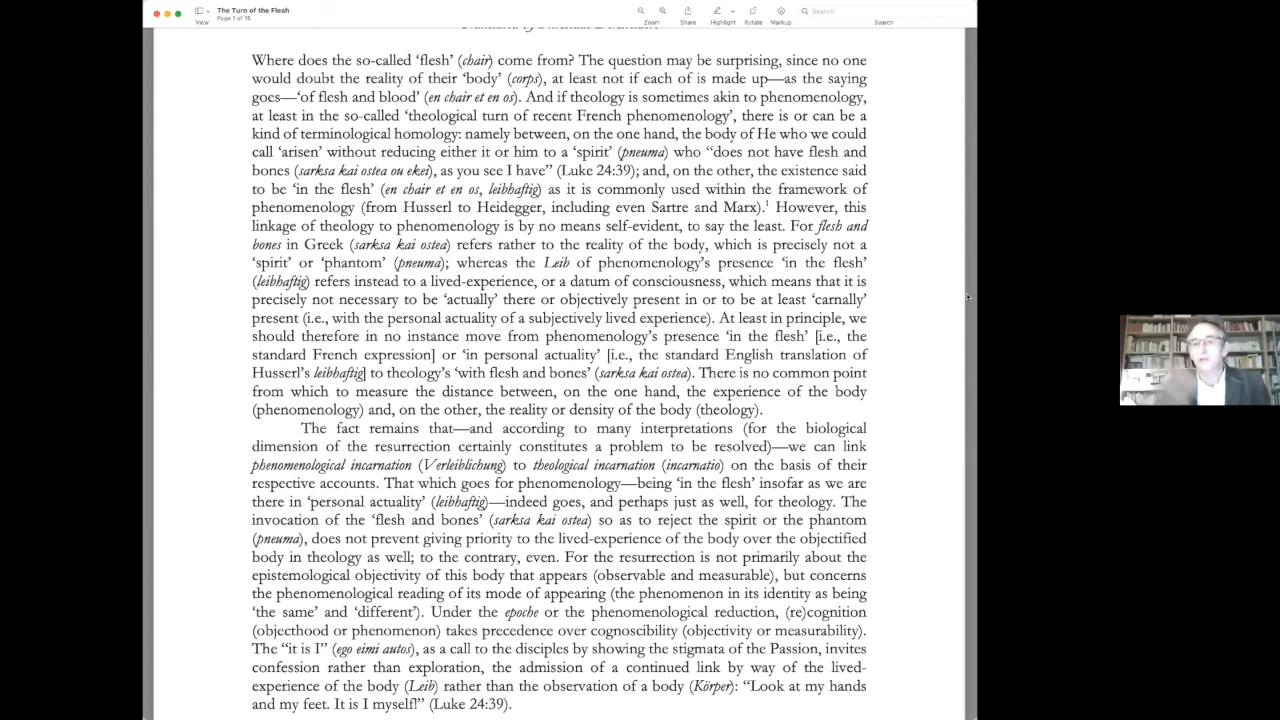 The Turn of the Flesh
Page 1 of 15
View
Zoom
Share
Highlight
Rotate
Markup
Search
Search
Where does the so-called ‘flesh’ (chair) come from? The question may be surprising, since no one
would doubt the reality of their ‘body’ (corps), at least not if each of is made up—as the saying
goes—‘of flesh and blood’ (en chair et en os). And if theology is sometimes akin to phenomenology,
at least in the so-called ‘theological turn of recent French phenomenology’, there is or can be a
kind of terminological homology: namely between, on the one hand, the body of He who we could
call ‘arisen’ without reducing either it or him to a ‘spirit’ (pneuma) who “does not have flesh and
bones (sarksa kai ostea ou ekei), as you see I have” (Luke 24:39); and, on the other, the existence said
to be ‘in the flesh’ (en chair et en os, leibhaftig) as it is commonly used within the framework of
phenomenology (from Husserl to Heidegger, including even Sartre and Marx).1 However, this
linkage of theology to phenomenology is by no means self-evident, to say the least. For flesh and
bones in Greek (sarksa kai ostea) refers rather to the reality of the body, which is precisely not a
‘spirit’ or ‘phantom’ (pneuma); whereas the Leib of phenomenology’s presence ‘in the flesh’
(leibhaftig) refers instead to a lived-experience, or a datum of consciousness, which means that it is
precisely not necessary to be ‘actually’ there or objectively present in or to be at least ‘carnally’
present (i.e., with the personal actuality of a subjectively lived experience). At least in principle, we
should therefore in no instance move from phenomenology’s presence ‘in the flesh’ [i.e., the
standard French expression] or ‘in personal actuality’ [i.e., the standard English translation of
Husserl’s leibhaftig] to theology’s ‘with flesh and bones’ (sarksa kai ostea). There is no common point
from which to measure the distance between, on the one hand, the experience of the body
(phenomenology) and, on the other, the reality or density of the body (theology).
The fact remains that—and according to many interpretations (for the biological
dimension of the resurrection certainly constitutes a problem to be resolved)—we can link
phenomenological incarnation (Verleiblichung) to theological incarnation (incarnatio) on the basis of their
respective accounts. That which goes for phenomenology—being ‘in the flesh’ insofar as we are
there in ‘personal actuality’ (leibhaftig)—indeed goes, and perhaps just as well, for theology. The
invocation of the ‘flesh and bones’ (sarksa kai ostea) so as to reject the spirit or the phantom
(pneuma), does not prevent giving priority to the lived-experience of the body over the objectified
body in theology as well; to the contrary, even. For the resurrection is not primarily about the
epistemological objectivity of this body that appears (observable and measurable), but concerns
the phenomenological reading of its mode of appearing (the phenomenon in its identity as being
‘the same’ and ‘different’). Under the epoche or the phenomenological reduction, (re)cognition
(objecthood or phenomenon) takes precedence over cognoscibility (objectivity or measurability).
The “it is I” (ego eimi autos), as a call to the disciples by showing the stigmata of the Passion, invites
confession rather than exploration, the admission of a continued link by way of the lived-
experience of the body (Leib) rather than the observation of a body (Körper): “Look at my hands
and my feet. It is I myself!” (Luke 24:39).